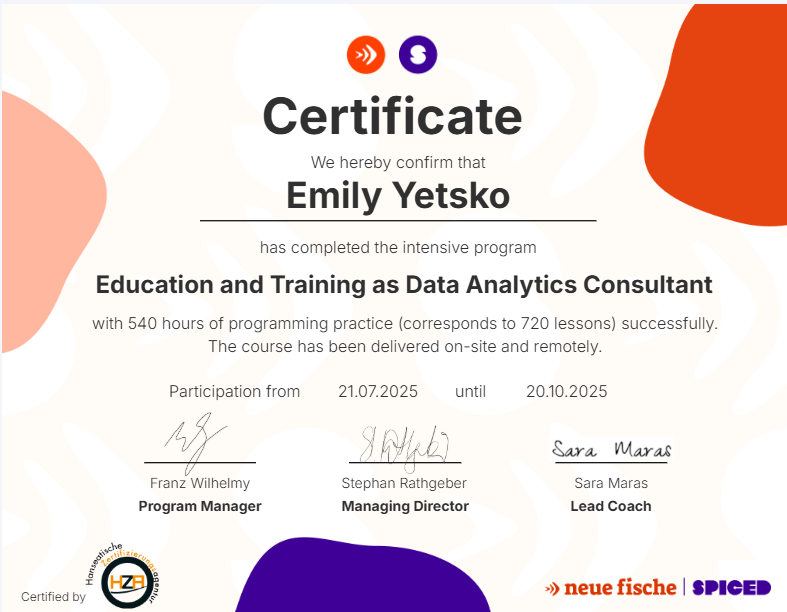 Certificate
We hereby confirm that
Emily Yetsko
has completed the intensive program
Education and Training as Data Analytics Consultant
with 540 hours of programming practice (corresponds to 720 lessons) successfully.
The course has been delivered on-site and remotely.
Participation from 21.07.2025 until 20.10.2025
Sara Maras
Franz Wilhelmy Stephan Rathgeber Sara Maras
Program Manager Managing Director Lead Coach
Hanseatische
Zertifizierungs
agentur
HZA
Certified by
neue fische | SPICED